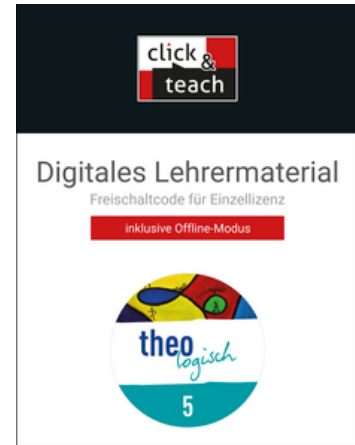 click &
teach
Digitales Lehrermaterial
Freischaltcode für Einzellizenz
inklusive Offline-Modus
theo
logisch
5